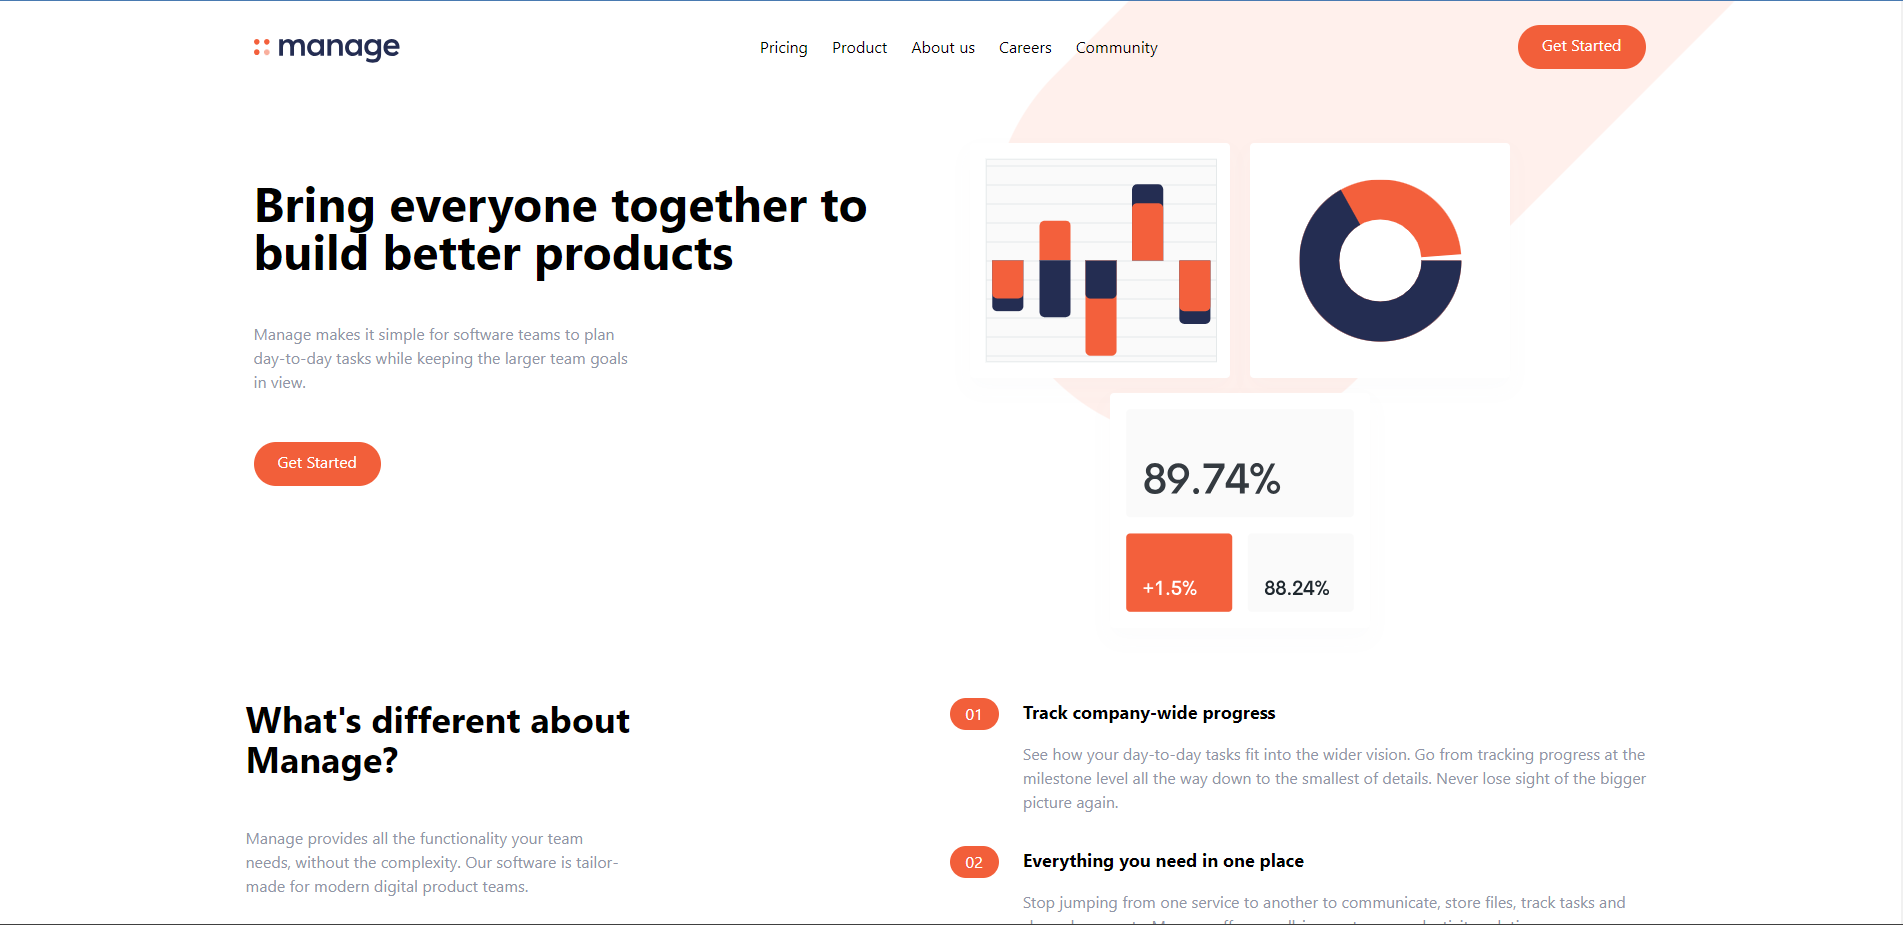 manage
Pricing
Product
About us
Careers
Community
Get Started
Bring everyone together to
build better products
Manage makes it simple for software teams to plan
day-to-day tasks while keeping the larger team goals
in view.
Get Started
89.74%
+1.5%
88.24%
What's different about
Manage?
Manage provides all the functionality your team
needs, without the complexity. Our software is tailor-
made for modern digital product teams.
01
Track company-wide progress
See how your day-to-day tasks fit into the wider vision. Go from tracking progress at the
milestone level all the way down to the smallest of details. Never lose sight of the bigger
picture again.
02
Everything you need in one place
Stop jumping from one service to another to communicate, store files, track tasks and